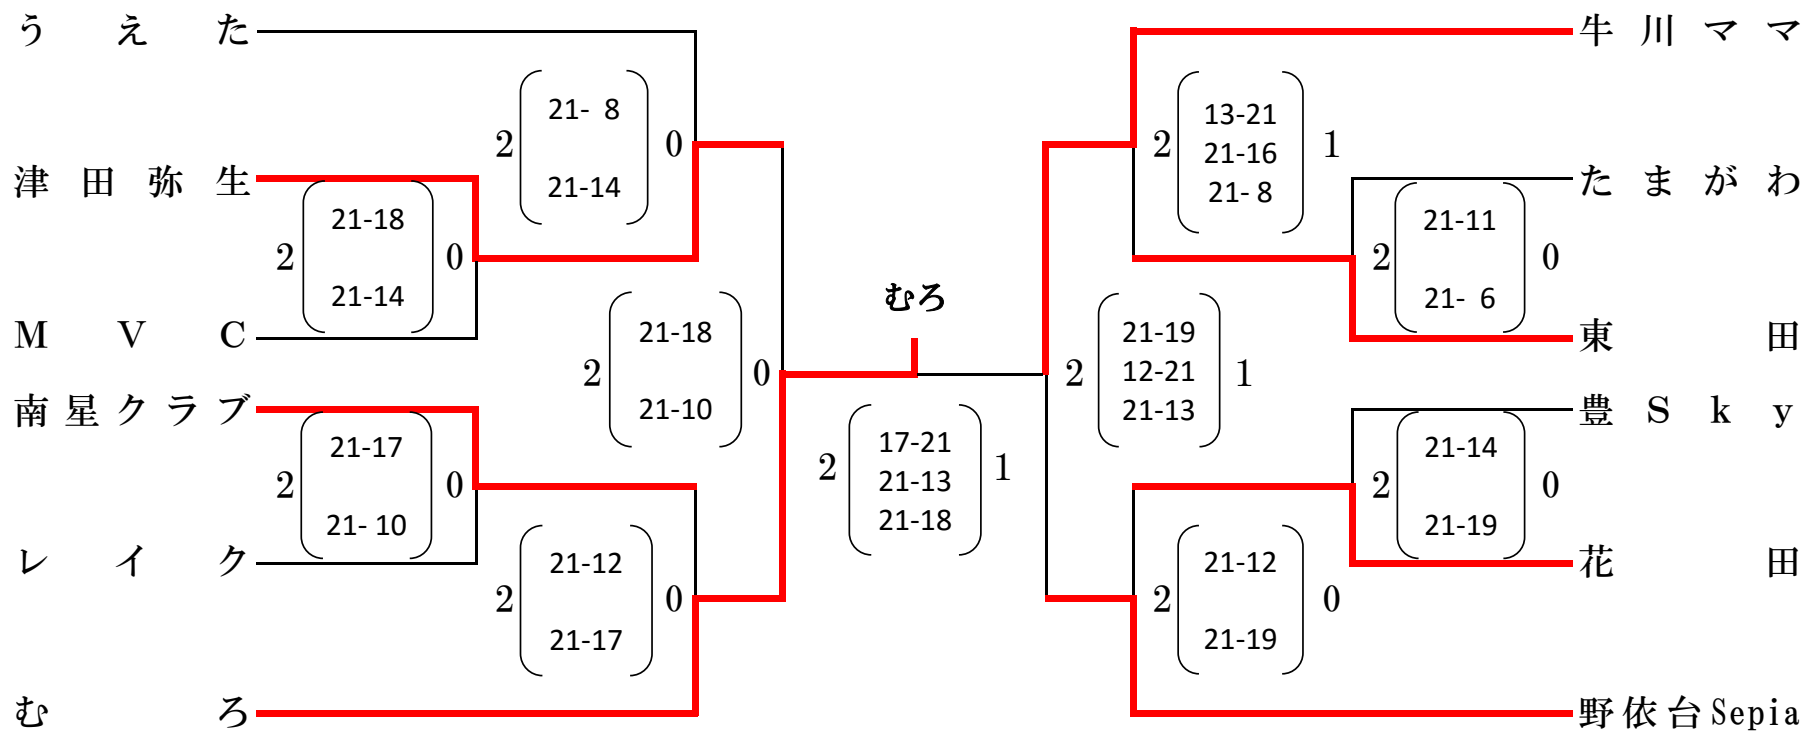 うえた
牛川ママ
21- 8
2 0
21-14
13-21
2 21-16 1
21- 8
津田弥生
たまがわ
21-18
2 0
21-14
21-11
2 0
21- 6
むろ
MVC
東田
21-18
2 0
21-10
21-19
2 12-21 1
21-13
南星クラブ
豊Sky
21-17
2 0
21- 10
17-21
2 21-13 1
21-18
21-14
2 0
21-19
レイク
花田
21-12
2 0
21-17
21-12
2 0
21-19
むろ
野依台Sepia